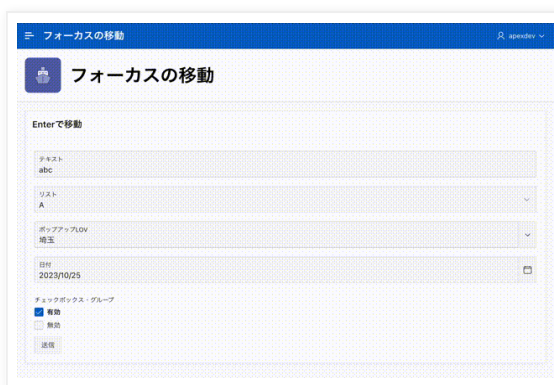 フォーカスの移動
apexdev
フォーカスの移動
Enterで移動
テキスト
abc
リスト
A
ポップアップLOV
埼玉
日付
2023/10/25
チェックボックス・グループ
有効
無効
送信